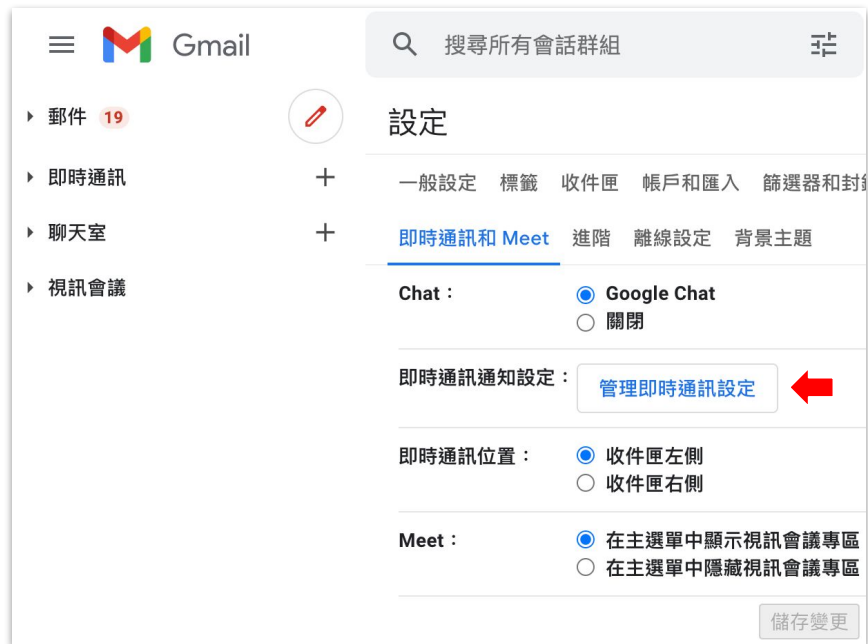 Gmail
搜尋所有會話群組
郵件 19
即時通訊
聊天室
視訊會議
設定
一般設定 標籤 收件匣 帳戶和匯入 篩選器和封
即時通訊和 Meet 進階 離線設定 背景主題
Chat：
Google Chat
關閉
即時通訊通知設定：
管理即時通訊設定
即時通訊位置：
收件匣左側
收件匣右側
Meet：
在主選單中顯示視訊會議專區
在主選單中隱藏視訊會議專區
儲存變更